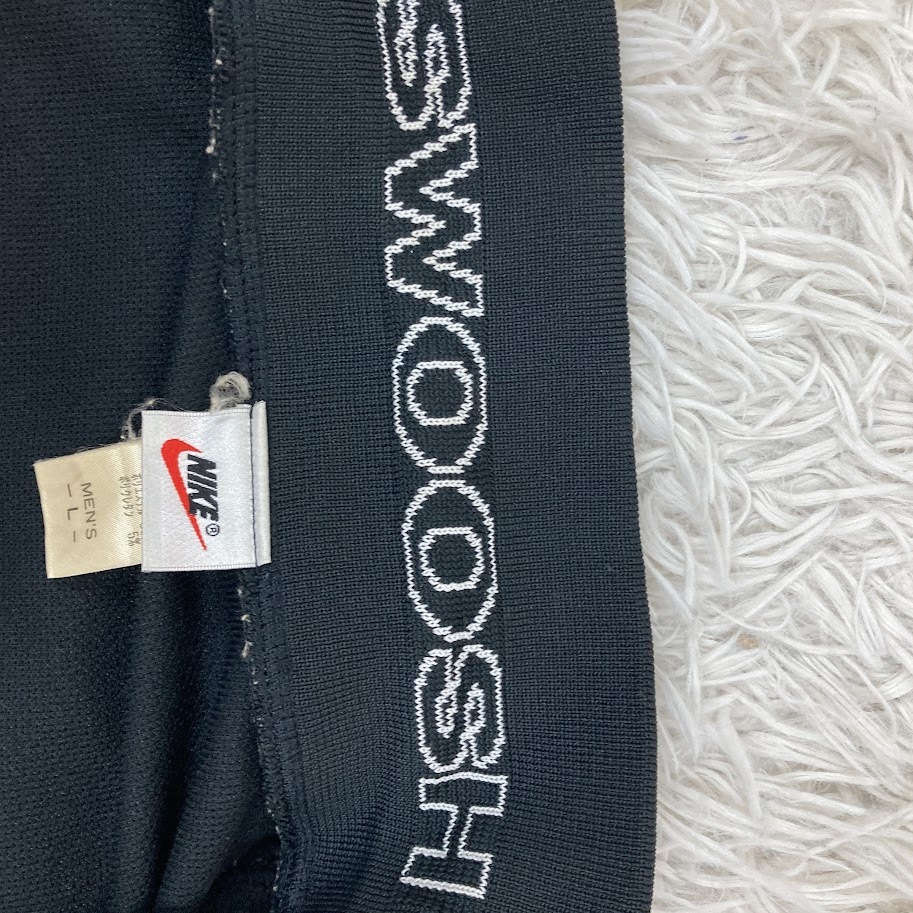 SWOOSH
NIKE®
MEN'S
— L —